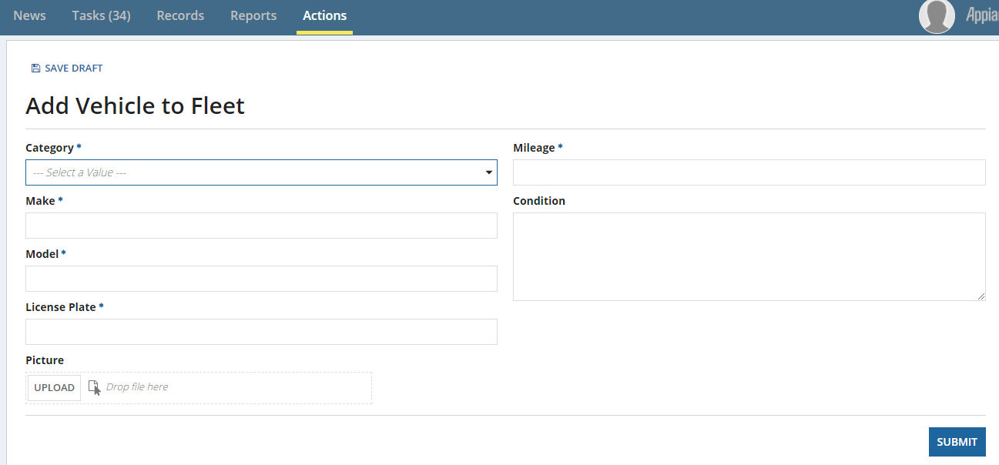 News Tasks (34) Records Reports Actions Appia
SAVE DRAFT
Add Vehicle to Fleet
Category *
--- Select a Value ---
Make *
Model *
License Plate *
Picture
UPLOAD Drop file here
Mileage *
Condition
SUBMIT